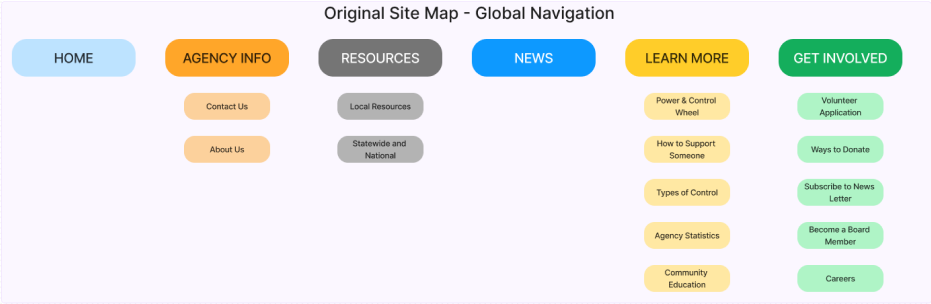 Original Site Map - Global Navigation
HOME
AGENCY INFO
RESOURCES
NEWS
LEARN MORE
GET INVOLVED
Contact Us
About Us
Local Resources
Statewide and
National
Power & Control
Wheel
How to Support
Someone
Types of Control
Agency Statistics
Community
Education
Volunteer
Application
Ways to Donate
Subscribe to News
Letter
Become a Board
Member
Careers